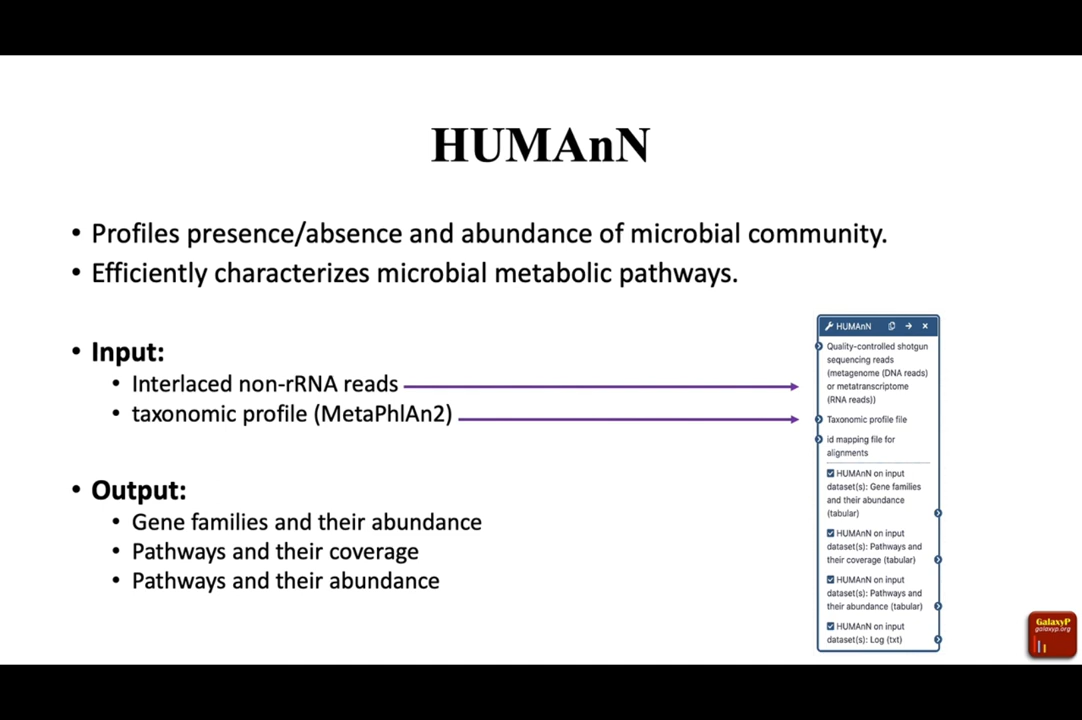 HUMAnN
• Profiles presence/absence and abundance of microbial community.
• Efficiently characterizes microbial metabolic pathways.
• Input:
• Interlaced non-rRNA reads
• taxonomic profile (MetaPhlAn2)
• Output:
• Gene families and their abundance
• Pathways and their coverage
• Pathways and their abundance
HUMAnN
Quality-controlled shotgun
sequencing reads
(metagenome (DNA reads)
or metatranscriptome
(RNA reads))
Taxonomic profile file
id mapping file for
alignments
HUMAnN on input
dataset(s): Gene families
and their abundance
(tabular)
HUMAnN on input
dataset(s): Pathways and
their coverage (tabular)
HUMAnN on input
dataset(s): Pathways and
their abundance (tabular)
HUMAnN on input
dataset(s): Log (txt)
GalaxyP
galaxyp.org